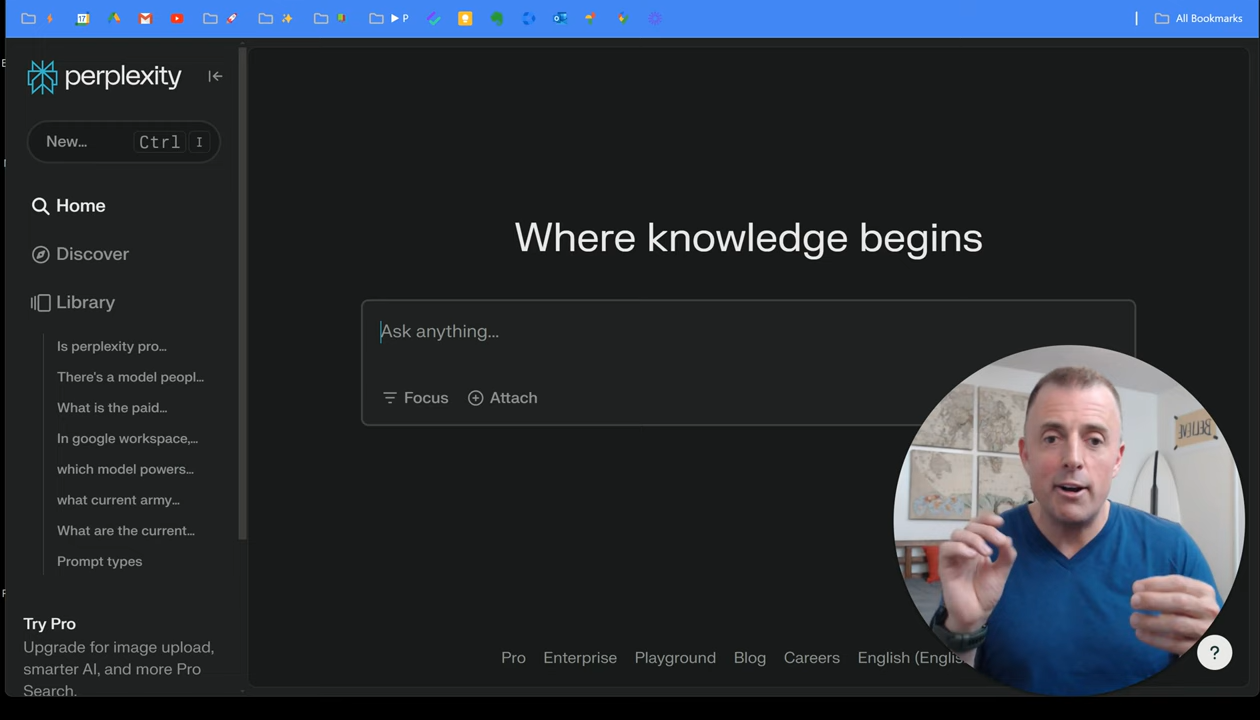 P
All Bookmarks
perplexity
New... Ctrl I
Home
Discover
Library
Is perplexity pro...
There's a model peopl...
What is the paid...
In google workspace,...
which model powers...
what current army...
What are the current...
Prompt types
Try Pro
Upgrade for image upload,
smarter AI, and more Pro
Search.
Where knowledge begins
Ask anything...
Focus
Attach
Pro Enterprise Playground Blog Careers English (Englis
BELIEVE
?
17